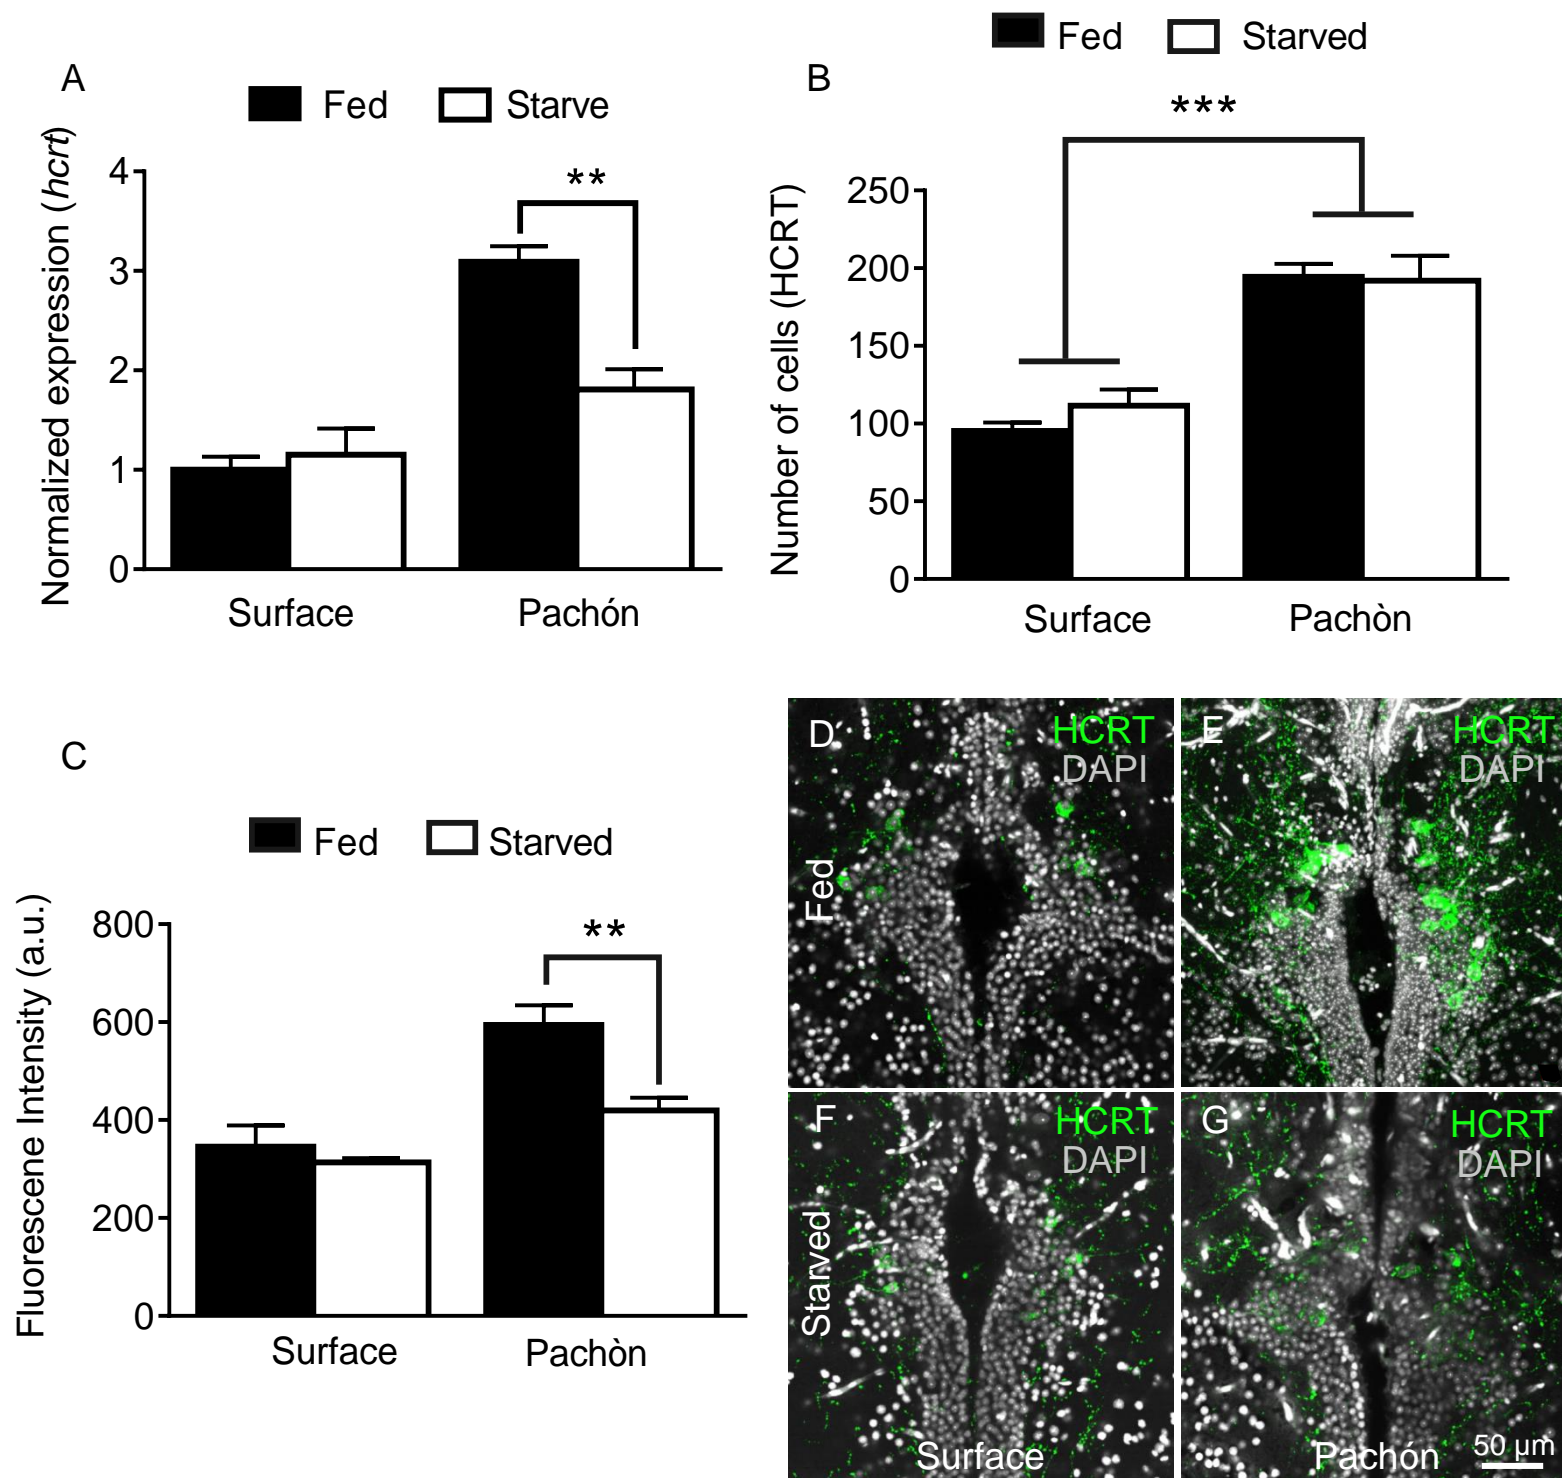 A
Fed
Starve
**
Normalized expression (hcrt)
4
3
2
1
0
Surface
Pachón
B
Fed
Starved
***
Number of cells (HCRT)
250
200
150
100
50
0
Surface
Pachòn
C
Fed
Starved
**
Fluorescene Intensity (a.u.)
800
600
400
200
0
Surface
Pachòn
D
HCRT
DAPI
Fed
E
HCRT
DAPI
F
HCRT
DAPI
Starved
Surface
G
HCRT
DAPI
Pachón
50 µm